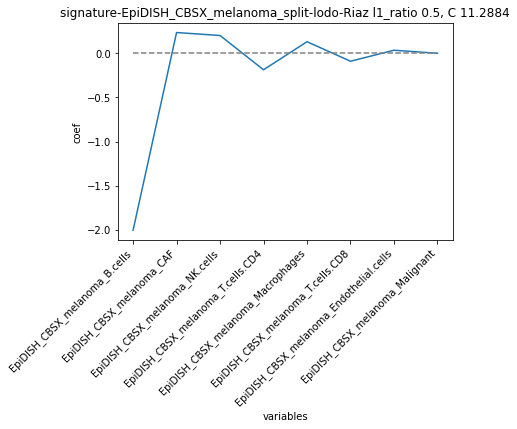 signature-EpiDISH_CBSX_melanoma_split-lodo-Riaz l1_ratio 0.5, C 11.2884
0.0
-0.5
-1.0
-1.5
-2.0
coef
EpiDISH_CBSX_melanoma_B.cells
EpiDISH_CBSX_melanoma_CAF
EpiDISH_CBSX_melanoma_NK.cells
EpiDISH_CBSX_melanoma_T.cells.CD4
EpiDISH_CBSX_melanoma_Macrophages
EpiDISH_CBSX_melanoma_T.cells.CD8
EpiDISH_CBSX_melanoma_Endothelial.cells
EpiDISH_CBSX_melanoma_Malignant
variables